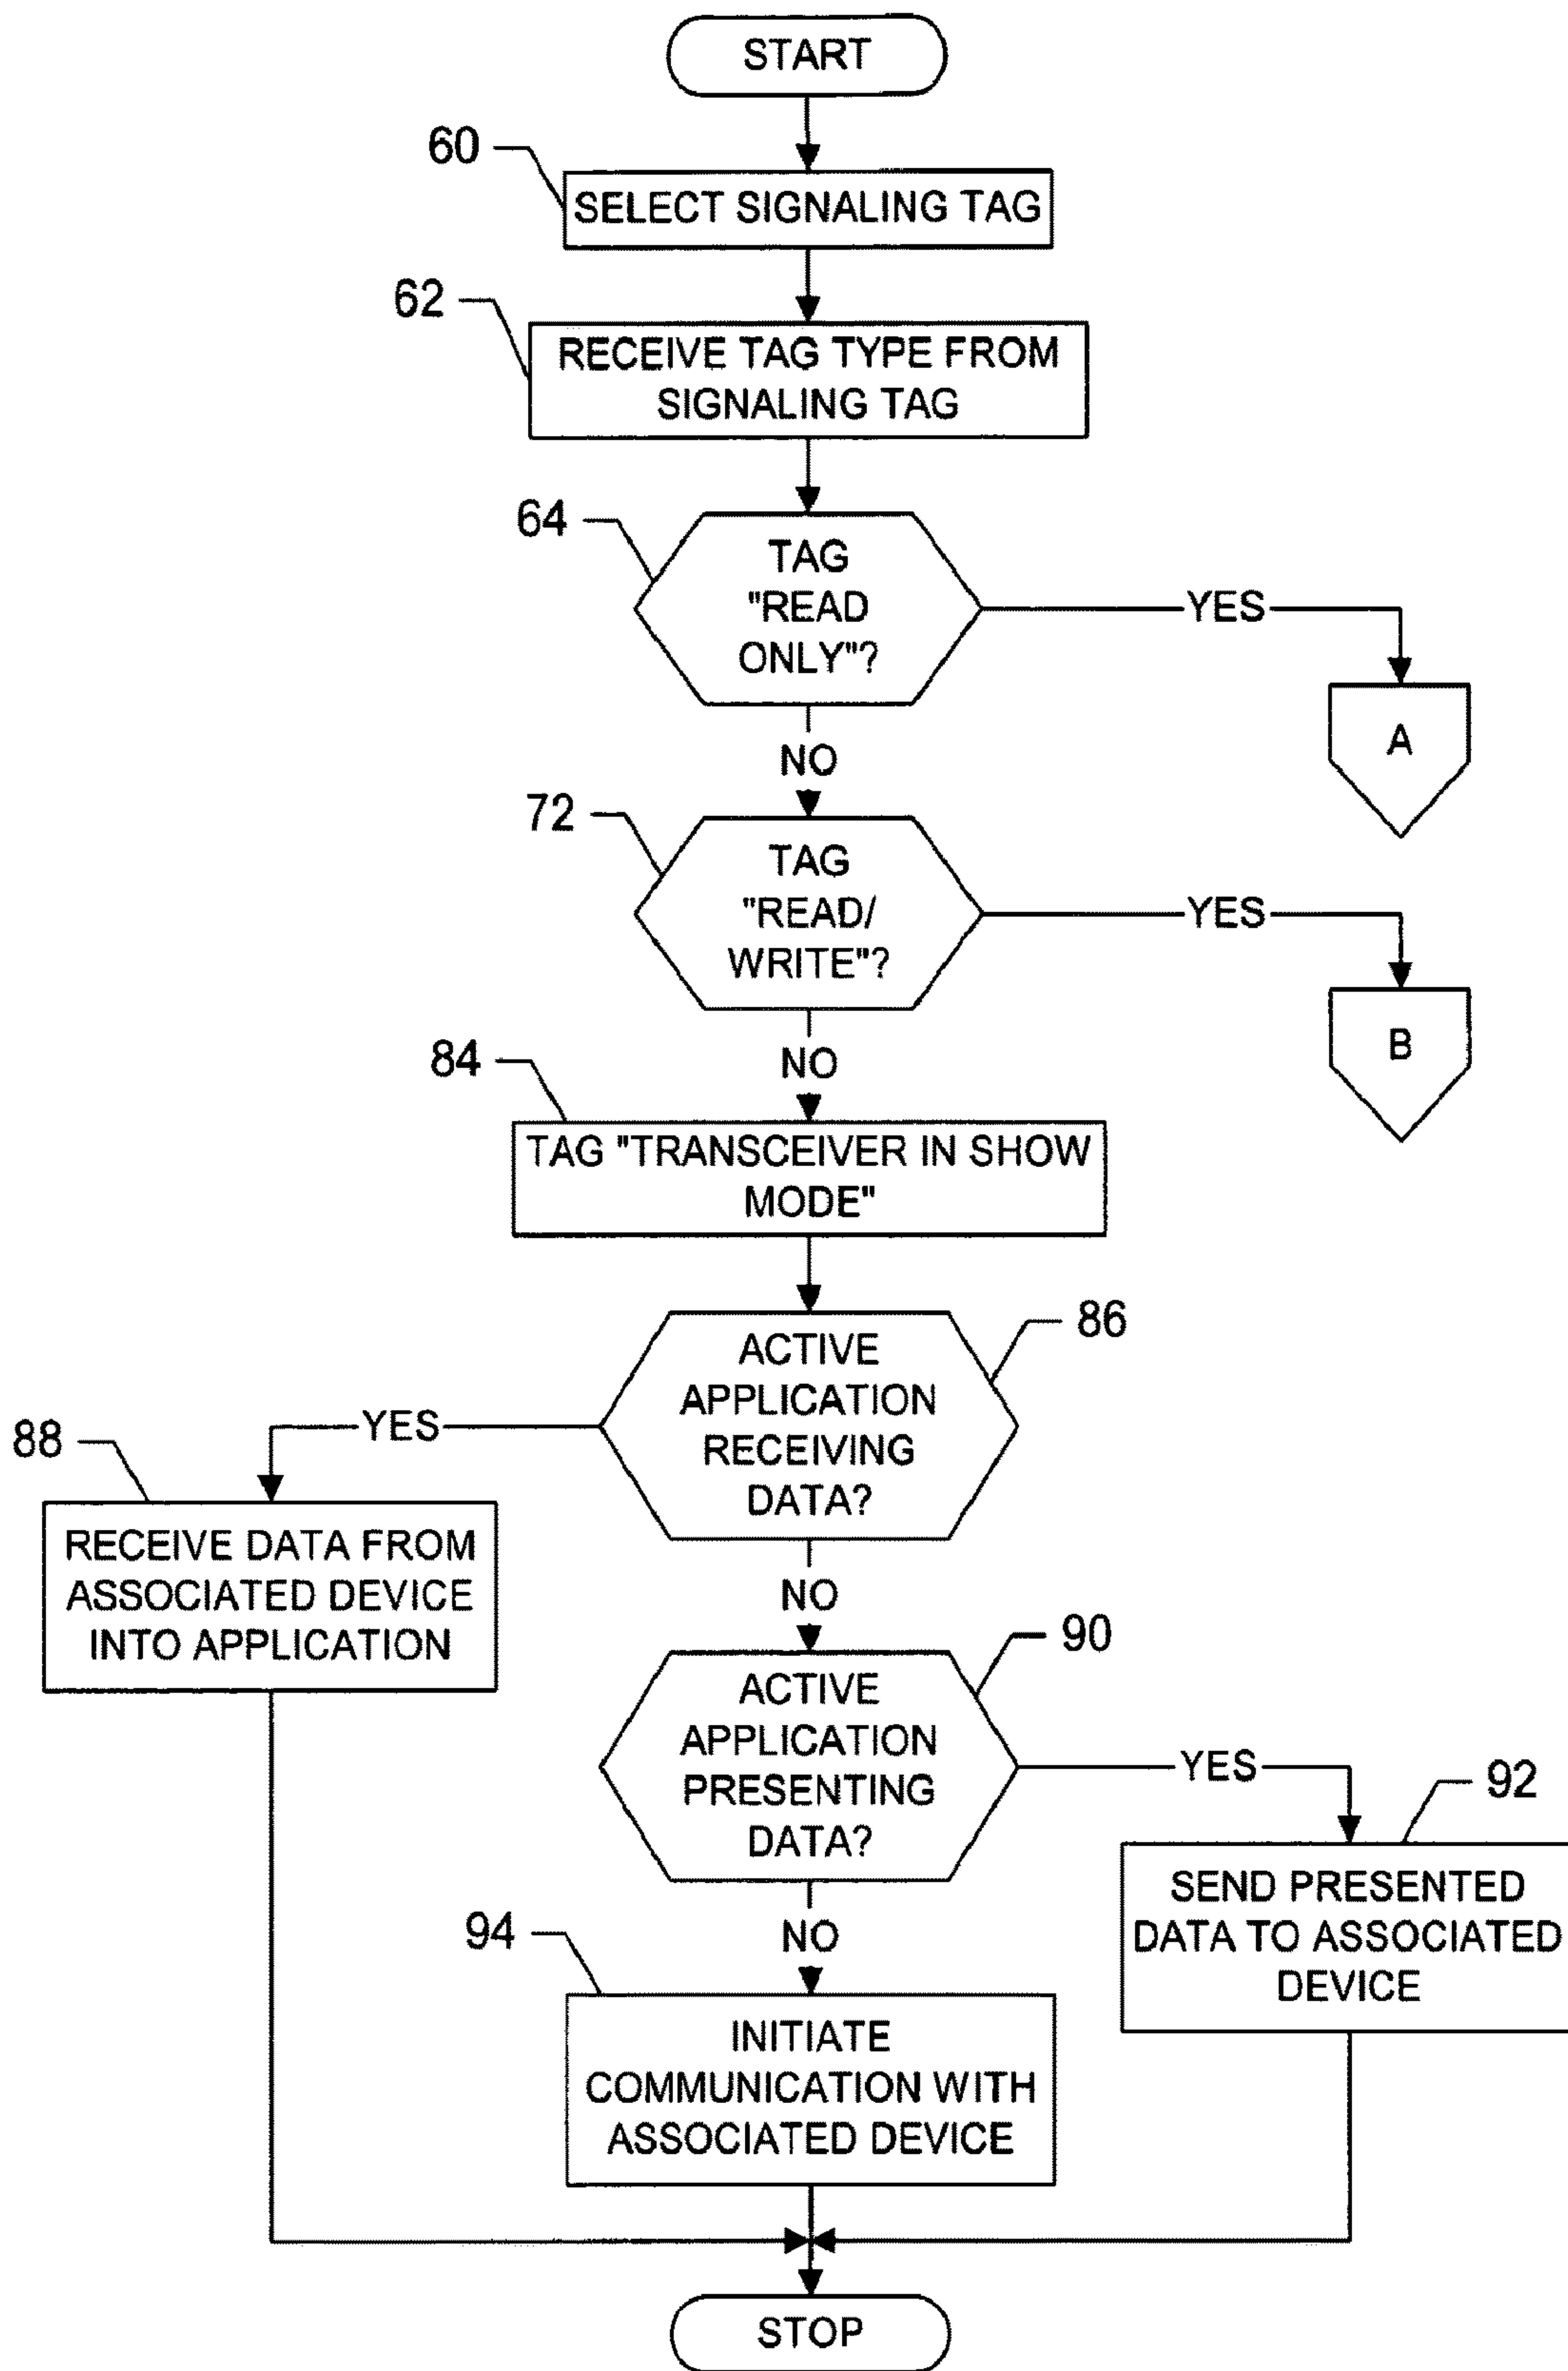 START
60
SELECT SIGNALING TAG
62
RECEIVE TAG TYPE FROM
SIGNALING TAG
64
TAG
"READ
ONLY"?
YES
A
NO
72
TAG
"READ/
WRITE"?
YES
B
NO
84
TAG "TRANSCEIVER IN SHOW
MODE"
86
ACTIVE
APPLICATION
RECEIVING
DATA?
YES
88
RECEIVE DATA FROM
ASSOCIATED DEVICE
INTO APPLICATION
NO
90
ACTIVE
APPLICATION
PRESENTING
DATA?
YES
92
SEND PRESENTED
DATA TO ASSOCIATED
DEVICE
NO
94
INITIATE
COMMUNICATION WITH
ASSOCIATED DEVICE
STOP